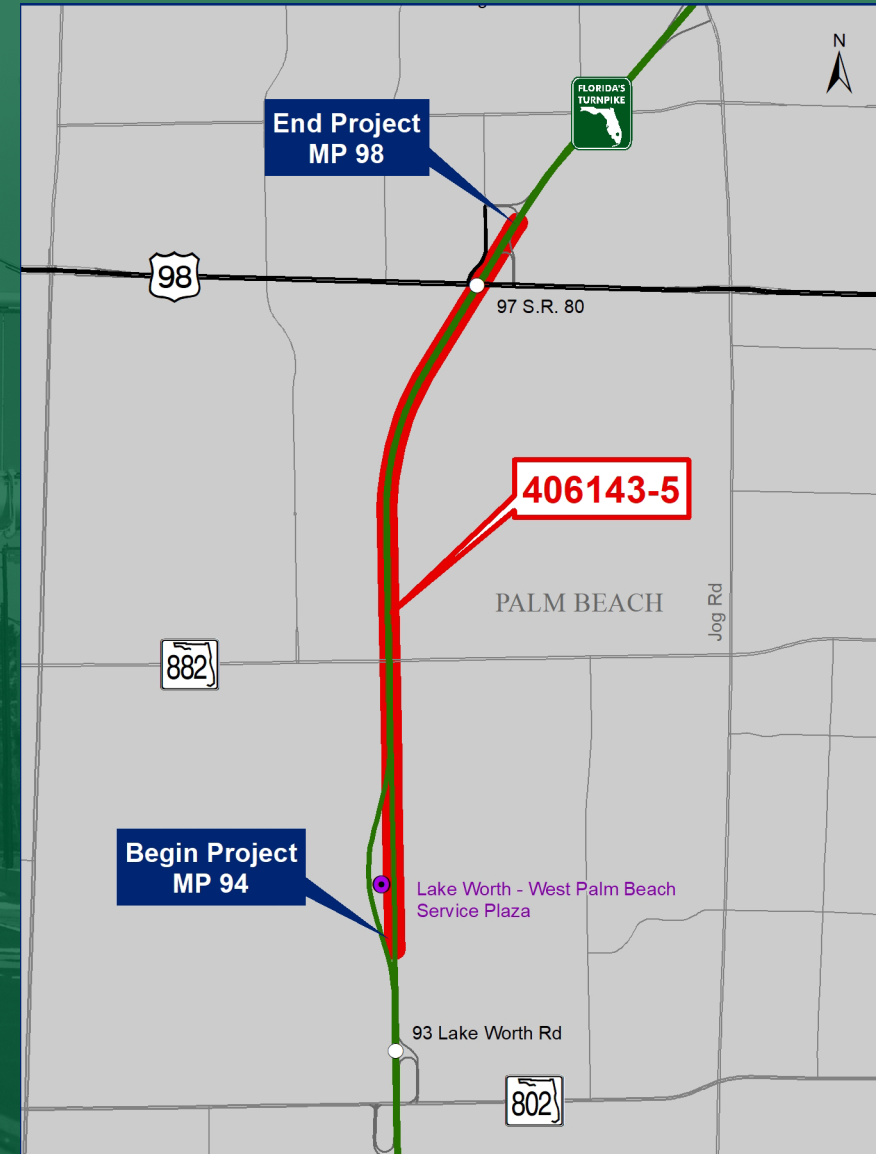 N
FLORIDA'S
TURNPIKE
End Project
MP 98
98
97 S.R. 80
406143-5
PALM BEACH
Jog Rd
882
Begin Project
MP 94
Lake Worth - West Palm Beach
Service Plaza
93 Lake Worth Rd
802